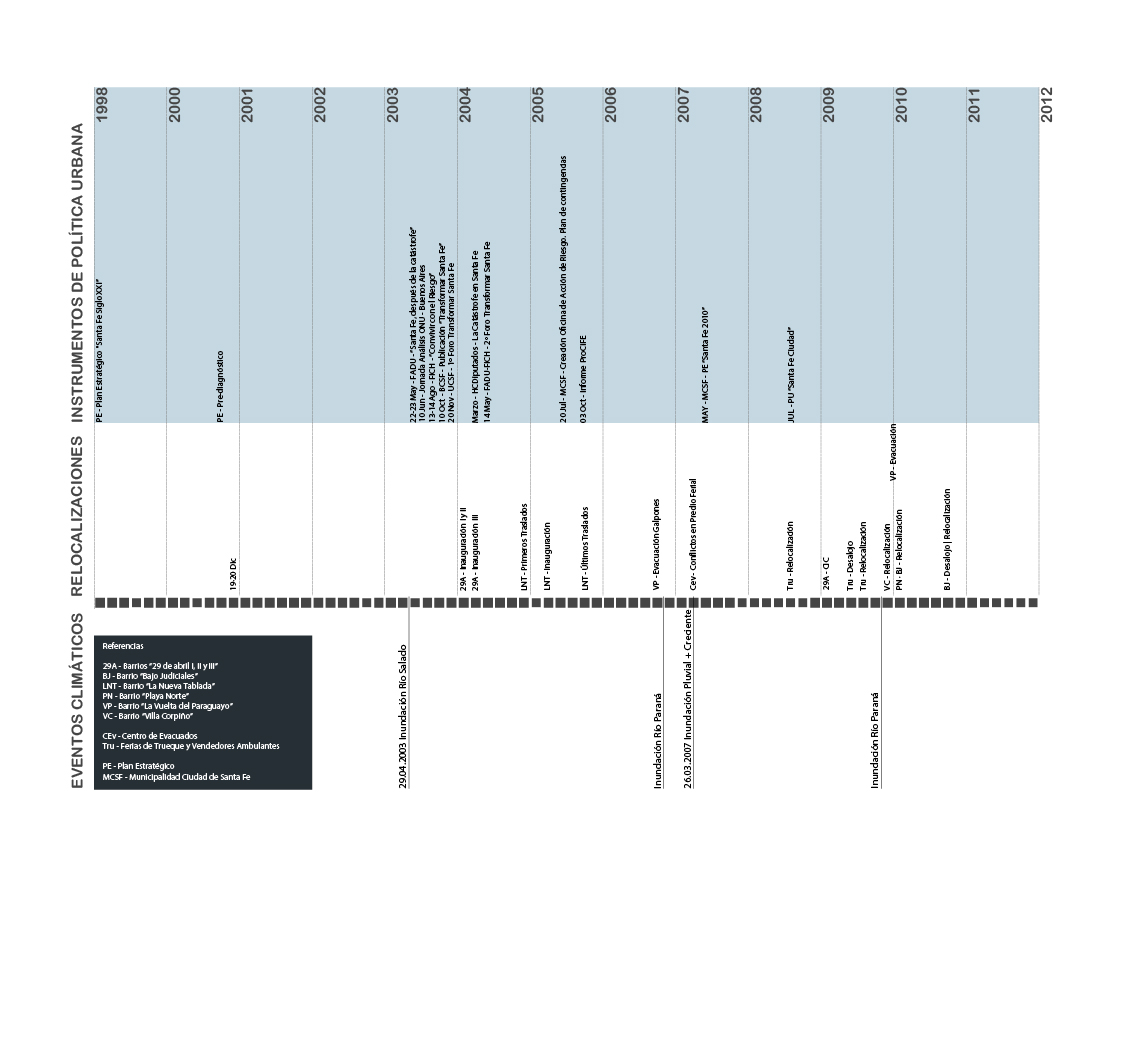 1998
2000
2001
2002
2003
2004
2005
2006
2007
2008
2009
2010
2011
2012
INSTRUMENTOS DE POLÍTICA URBANA
PE - Plan Estratégico "Santa Fe Siglo XXI"
PE - Pre-diagnóstico
22-23 May - FADU - "Santa Fe, después de la catástrofe"
10 Jun - Jornada Análisis ONU - Buenos Aires
13-14 Ago - FICH - "Convivir con el Riesgo"
10 Oct - BCSF - Publicación "Transformar Santa Fe"
20 Nov - UCSF - 1º Foro Transformar Santa Fe
Marzo - HCDiputados - La Catástrofe en Santa Fe
14 May - FADU-FICH - 2º Foro Transformar Santa Fe
20 Jul - MCSF - Creación Oficina de Acción de Riesgo. Plan de contingencias
03 Oct - Informe ProCIFE
MAY - MCSF - PE "Santa Fe 2010"
JUL - PU "Santa Fe Ciudad"
RELOCALIZACIONES
19-20 Dic
29A - Inauguración I y II
29A - Inauguración III
LNT - Primeros Traslados
LNT - Inauguración
LNT - Últimos Traslados
VP - Evacuación Galpones
Cev - Conflictos en Predio Ferial
Tru - Relocalización
29A - CIC
Tru - Desalojo
Tru - Relocalización
VC - Relocalización
VP - Evacuación
PN - BJ - Relocalización
BJ - Desalojo | Relocalización
EVENTOS CLIMÁTICOS
29.04.2003 Inundación Río Salado
Inundación Río Paraná
26.03.2007 Inundación Pluvial + Creciente
Inundación Río Paraná
Referencias
29A - Barrios "29 de abril I, II y III"
BJ - Barrio "Bajo Judiciales"
LNT - Barrio "La Nueva Tablada"
PN - Barrio "Playa Norte"
VP - Barrio "La Vuelta del Paraguayo"
VC - Barrio "Villa Corpiño"
CEv - Centro de Evacuados
Tru - Ferias de Trueque y Vendedores Ambulantes
PE - Plan Estratégico
MCSF - Municipalidad Ciudad de Santa Fe